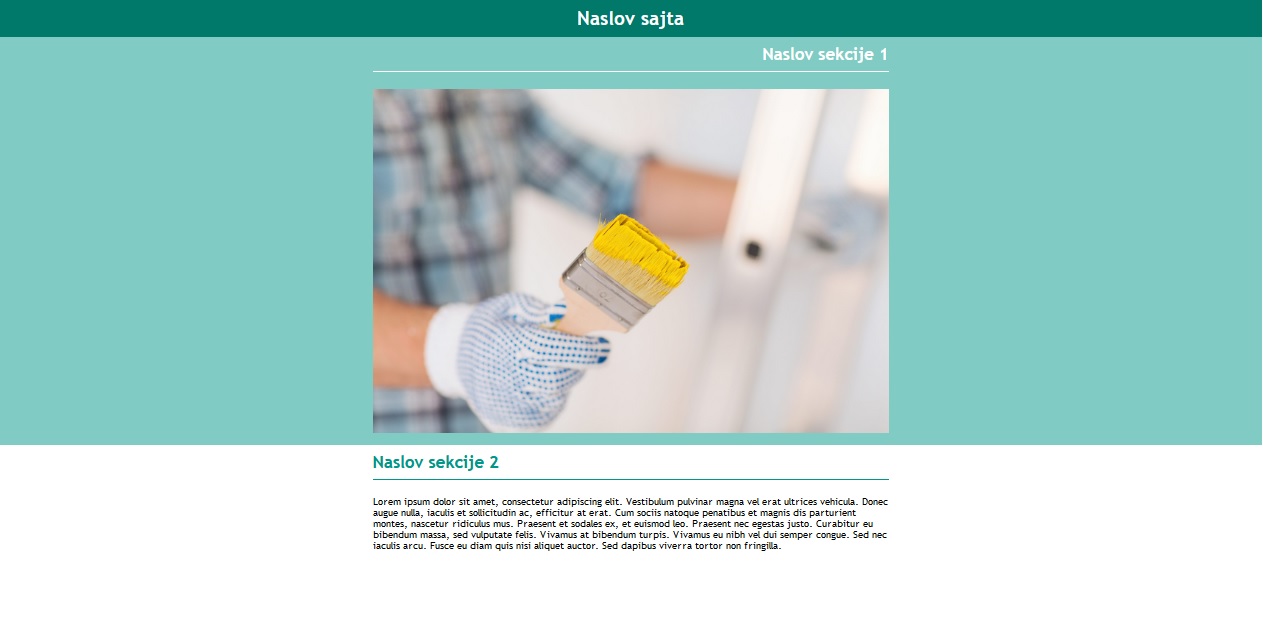 Naslov sajta
Naslov sekcije 1
Naslov sekcije 2
Lorem ipsum dolor sit amet, consectetur adipiscing elit. Vestibulum pulvinar magna vel erat ultrices vehicula. Donec
augue nulla, iaculis et sollicitudin ac, efficitur at erat. Cum sociis natoque penatibus et magnis dis parturient
montes, nascetur ridiculus mus. Praesent et sodales ex, et euismod leo. Praesent nec egestas justo. Curabitur eu
bibendum massa, sed vulputate felis. Vivamus at bibendum turpis. Vivamus eu nibh vel dui semper congue. Sed nec
iaculis arcu. Fusce eu diam quis nisi aliquet auctor. Sed dapibus viverra tortor non fringilla.